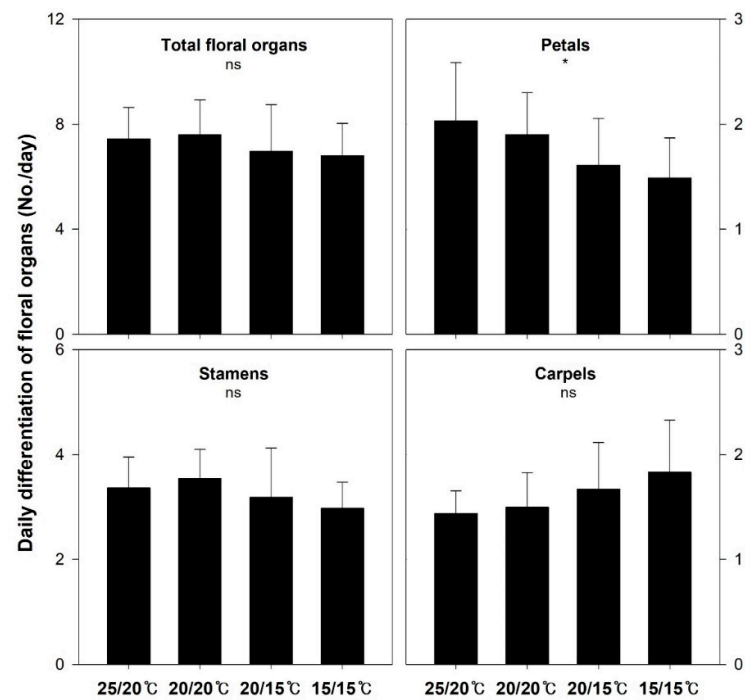 Daily differentiation of floral organs (No./day)
12
8
4
0
Total floral organs
ns
Petals
*
3
2
1
0
6
4
2
0
Stamens
ns
Carpels
ns
3
2
1
0
25/20℃ 20/20℃ 20/15℃ 15/15℃
25/20℃ 20/20℃ 20/15℃ 15/15℃